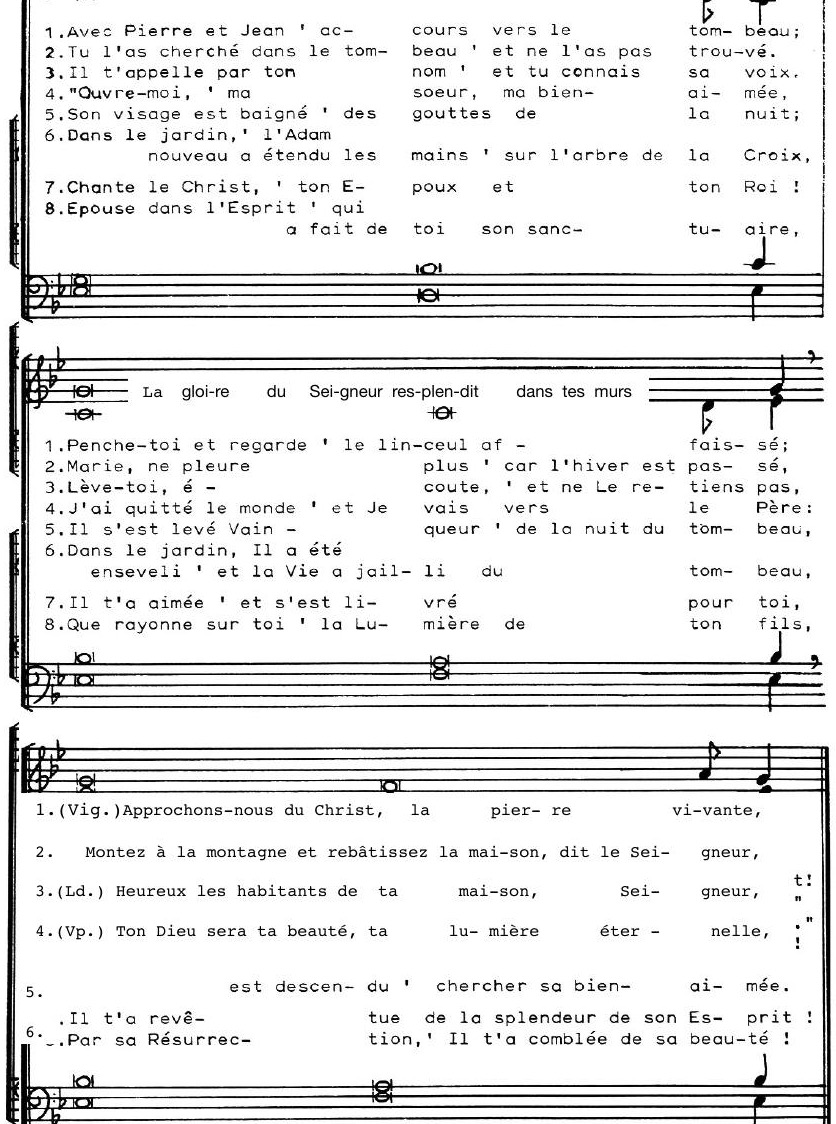 1.Avec Pierre et Jean ' ac- cours vers le tom- beau;
2.Tu l'as cherché dans le tom- beau ' et ne l'as pas trou-vé.
3.Il t'appelle par ton nom ' et tu connais sa voix.
4."Ouvre-moi, ' ma soeur, ma bien- ai- mée,
5.Son visage est baigné ' des gouttes de la nuit;
6.Dans le jardin,' l'Adam
nouveau a étendu les mains ' sur l'arbre de la Croix,
7.Chante le Christ, ' ton E- poux et ton Roi !
8.Epouse dans l'Esprit ' qui
a fait de toi son sanc- tu- aire,
La gloi-re du Sei-gneur res-plen-dit dans tes murs
1.Penche-toi et regarde ' le lin-ceul af - fais- sé;
2.Marie, ne pleure plus ' car l'hiver est pas- sé,
3.Lève-toi, é - coute, ' et ne Le re- tiens pas,
4.J'ai quitté le monde ' et Je vais vers le Père:
5.Il s'est levé Vain - queur ' de la nuit du tom- beau,
6.Dans le jardin, Il a été
enseveli ' et la Vie a jail- li du tom- beau,
7.Il t'a aimée ' et s'est li- vré pour toi,
8.Que rayonne sur toi ' la Lu- mière de ton fils,
1.(Vig.)Approchons-nous du Christ, la pier- re vi-vante,
2. Montez à la montagne et rebâtissez la mai-son, dit le Sei- gneur,
3.(Ld.) Heureux les habitants de ta mai-son, Sei- gneur, t!
"
4.(Vp.) Ton Dieu sera ta beauté, ta lu- mière éter - nelle, . "
!
5. est descen- du ' chercher sa bien- ai- mée.
.Il t'a revê- tue de la splendeur de son Es- prit !
6. .Par sa Résurrec- tion,' Il t'a comblée de sa beau-té !